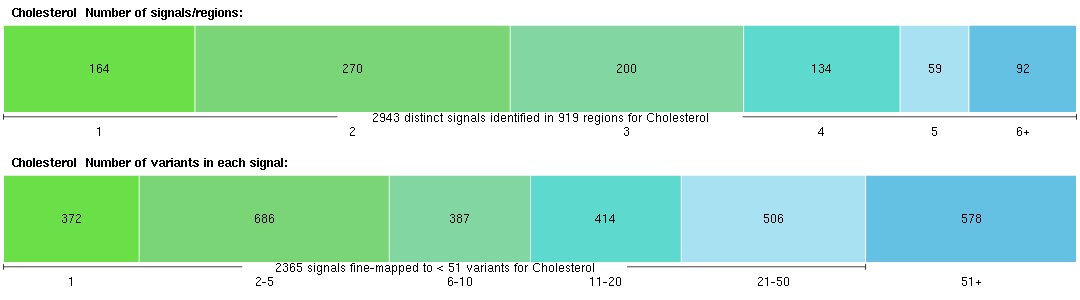 Cholesterol Number of signals/regions:
164 270 200 134 59 92
2943 distinct signals identified in 919 regions for Cholesterol
1 2 3 4 5 6+
Cholesterol Number of variants in each signal:
372 686 387 414 506 578
2365 signals fine-mapped to < 51 variants for Cholesterol
1 2-5 6-10 11-20 21-50 51+